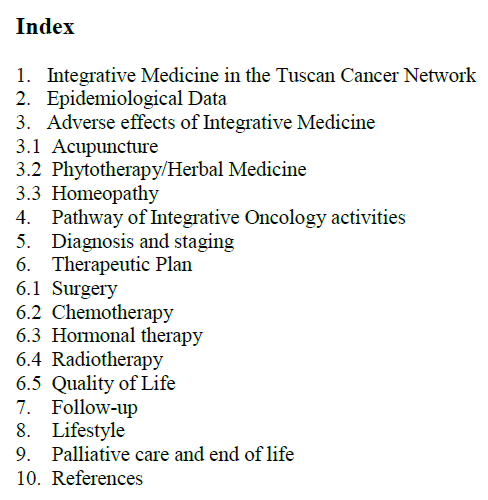 Index
1. Integrative Medicine in the Tuscan Cancer Network
2. Epidemiological Data
3. Adverse effects of Integrative Medicine
3.1 Acupuncture
3.2 Phytotherapy/Herbal Medicine
3.3 Homeopathy
4. Pathway of Integrative Oncology activities
5. Diagnosis and staging
6. Therapeutic Plan
6.1 Surgery
6.2 Chemotherapy
6.3 Hormonal therapy
6.4 Radiotherapy
6.5 Quality of Life
7. Follow-up
8. Lifestyle
9. Palliative care and end of life
10. References